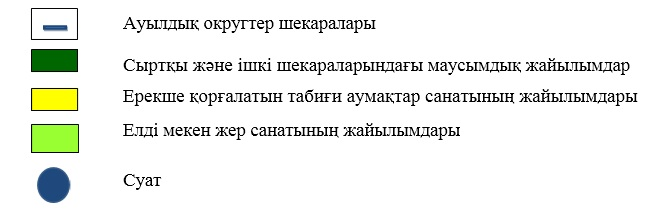 Ауылдық округтер шекаралары
Сыртқы және ішкі шекараларындағы маусымдық жайылымдар
Ерекше қорғалатын табиғи аумақтар санатының жайылымдары
Елді мекен жер санатының жайылымдары
Суат